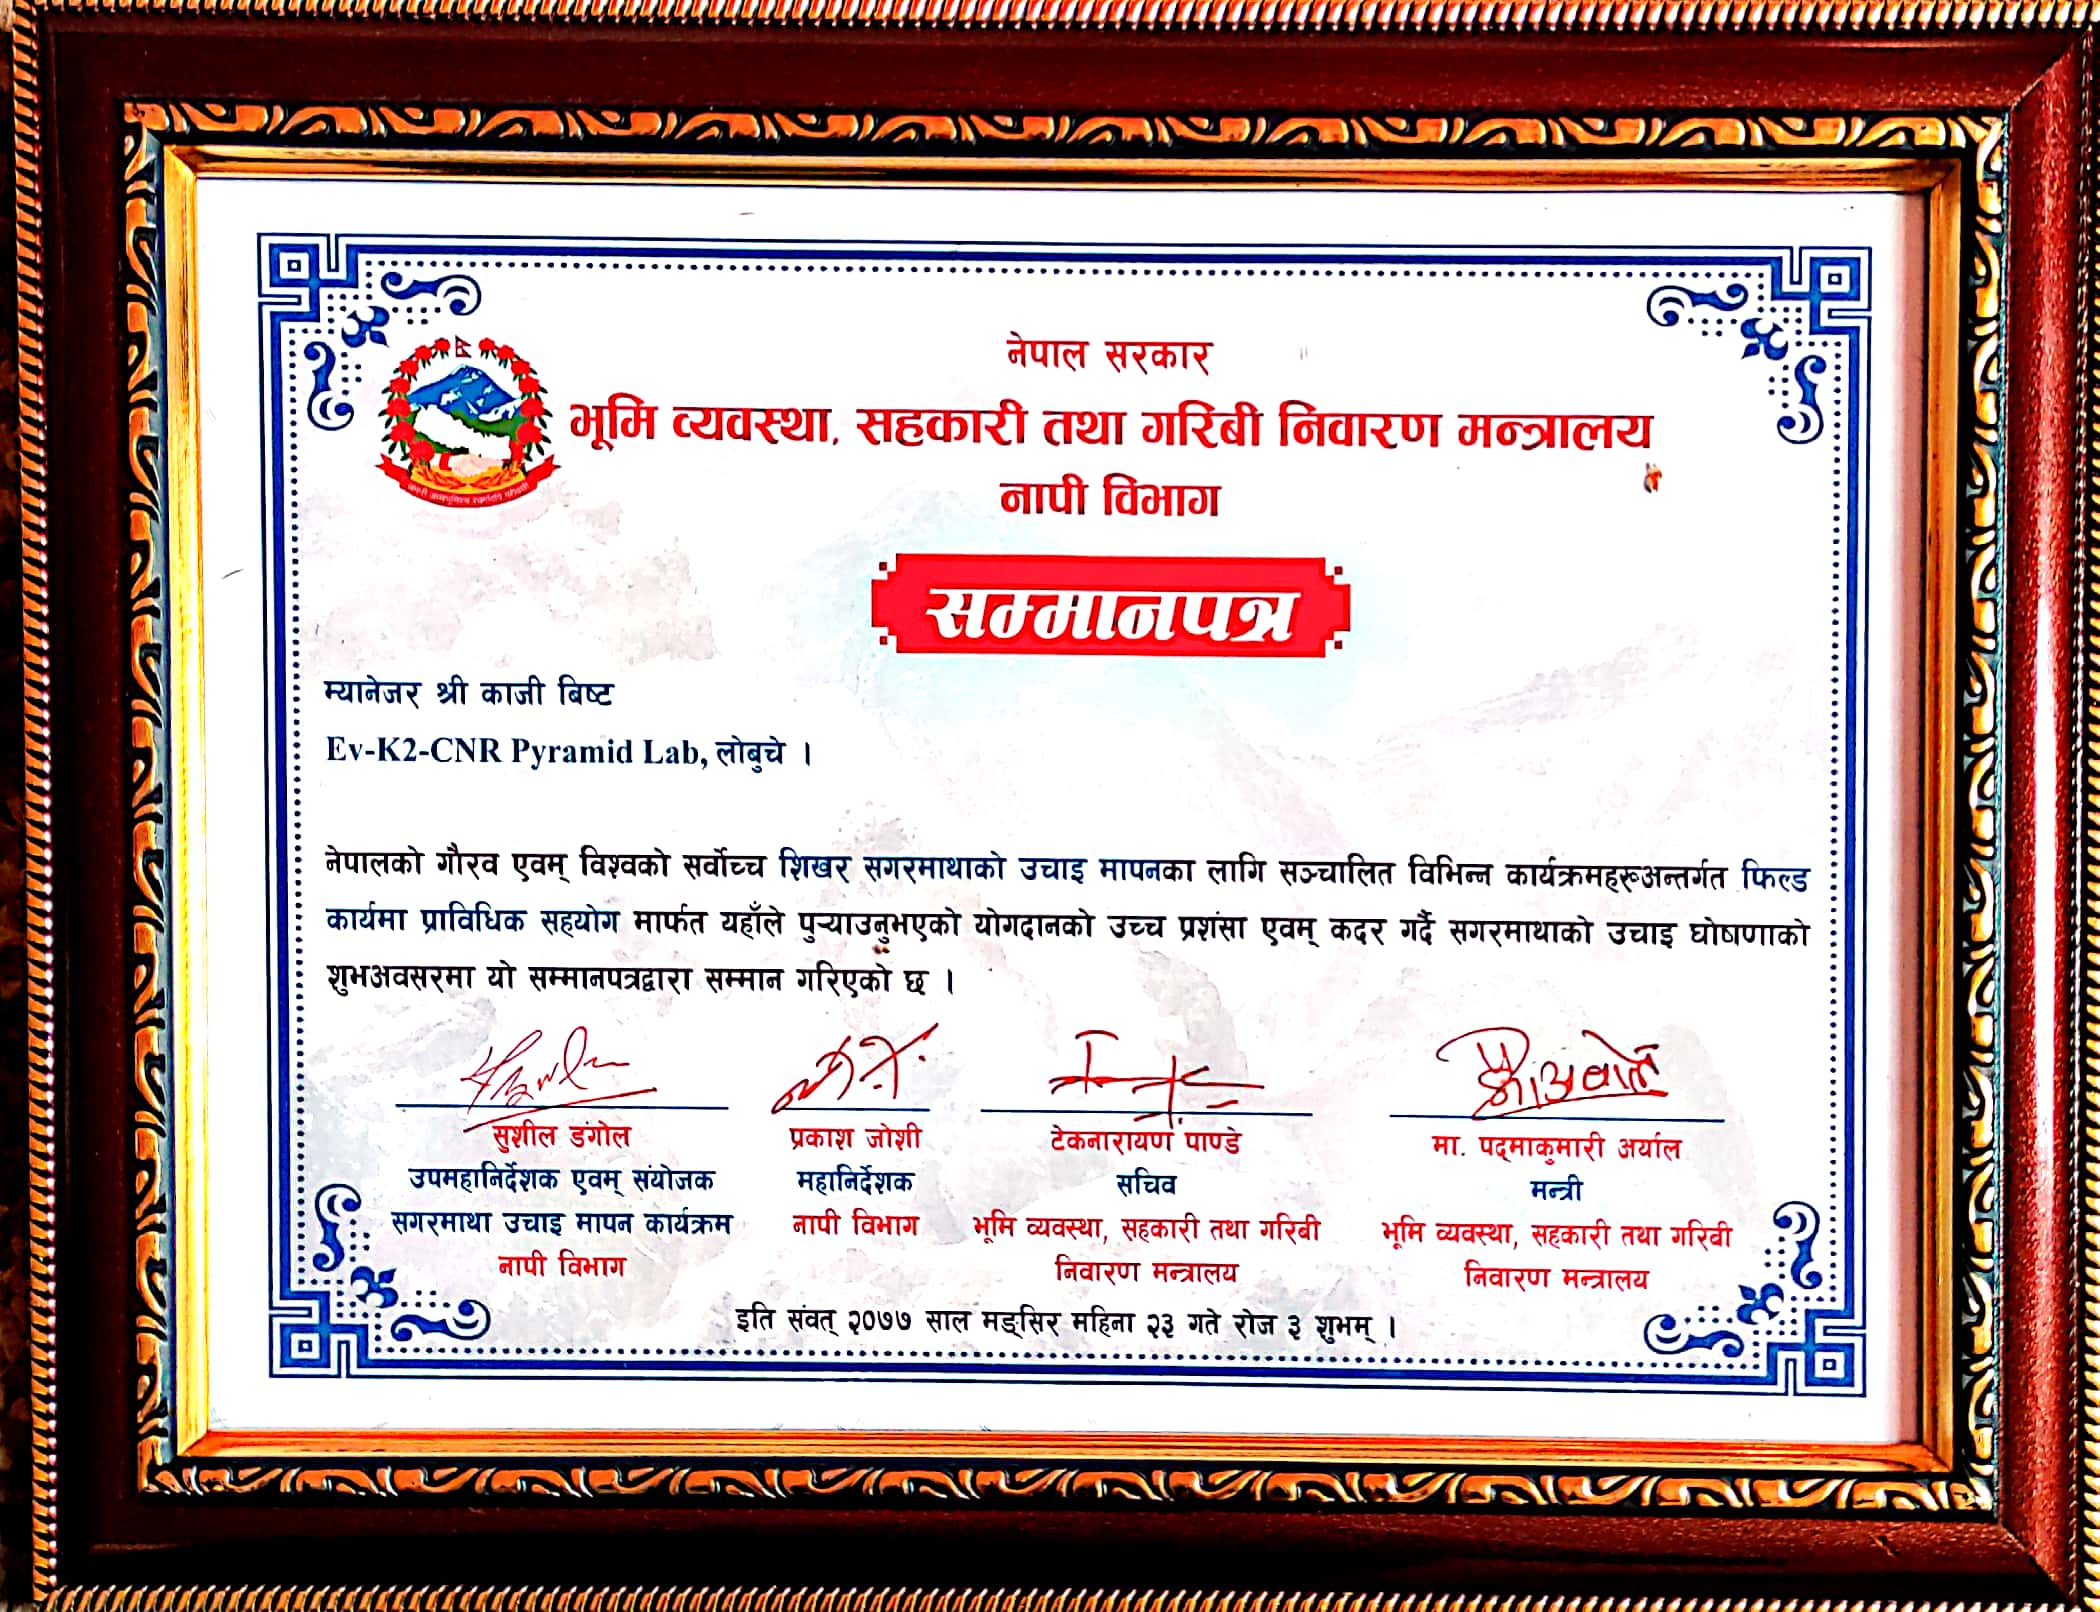 नेपाल सरकार
भूमि व्यवस्था, सहकारी तथा गरिबी निवारण मन्त्रालय
नापी विभाग
सम्मानपत्र
म्यानेजर श्री काजी बिष्ट
Ev-K2-CNR Pyramid Lab, लोबुचे ।
नेपालको गौरव एवम् विश्वको सर्वोच्च शिखर सगरमाथाको उचाइ मापनका लागि सञ्चालित विभिन्न कार्यक्रमहरूअन्तर्गत फिल्ड
कार्यमा प्राविधिक सहयोग मार्फत यहाँले पुऱ्याउनुभएको योगदानको उच्च प्रशंसा एवम् कदर गर्दै सगरमाथाको उचाइ घोषणाको
शुभअवसरमा यो सम्मानपत्रद्वारा सम्मान गरिएको छ ।
सुशील डंगोल
उपमहानिर्देशक एवम् संयोजक
सगरमाथा उचाइ मापन कार्यक्रम
नापी विभाग
प्रकाश जोशी
महानिर्देशक
नापी विभाग
टेकनारायण पाण्डे
सचिव
भूमि व्यवस्था, सहकारी तथा गरिबी
निवारण मन्त्रालय
मा. पद्माकुमारी अर्याल
मन्त्री
भूमि व्यवस्था, सहकारी तथा गरिबी
निवारण मन्त्रालय
इति संवत् २०७७ साल मङ्सिर महिना २३ गते रोज ३ शुभम् ।